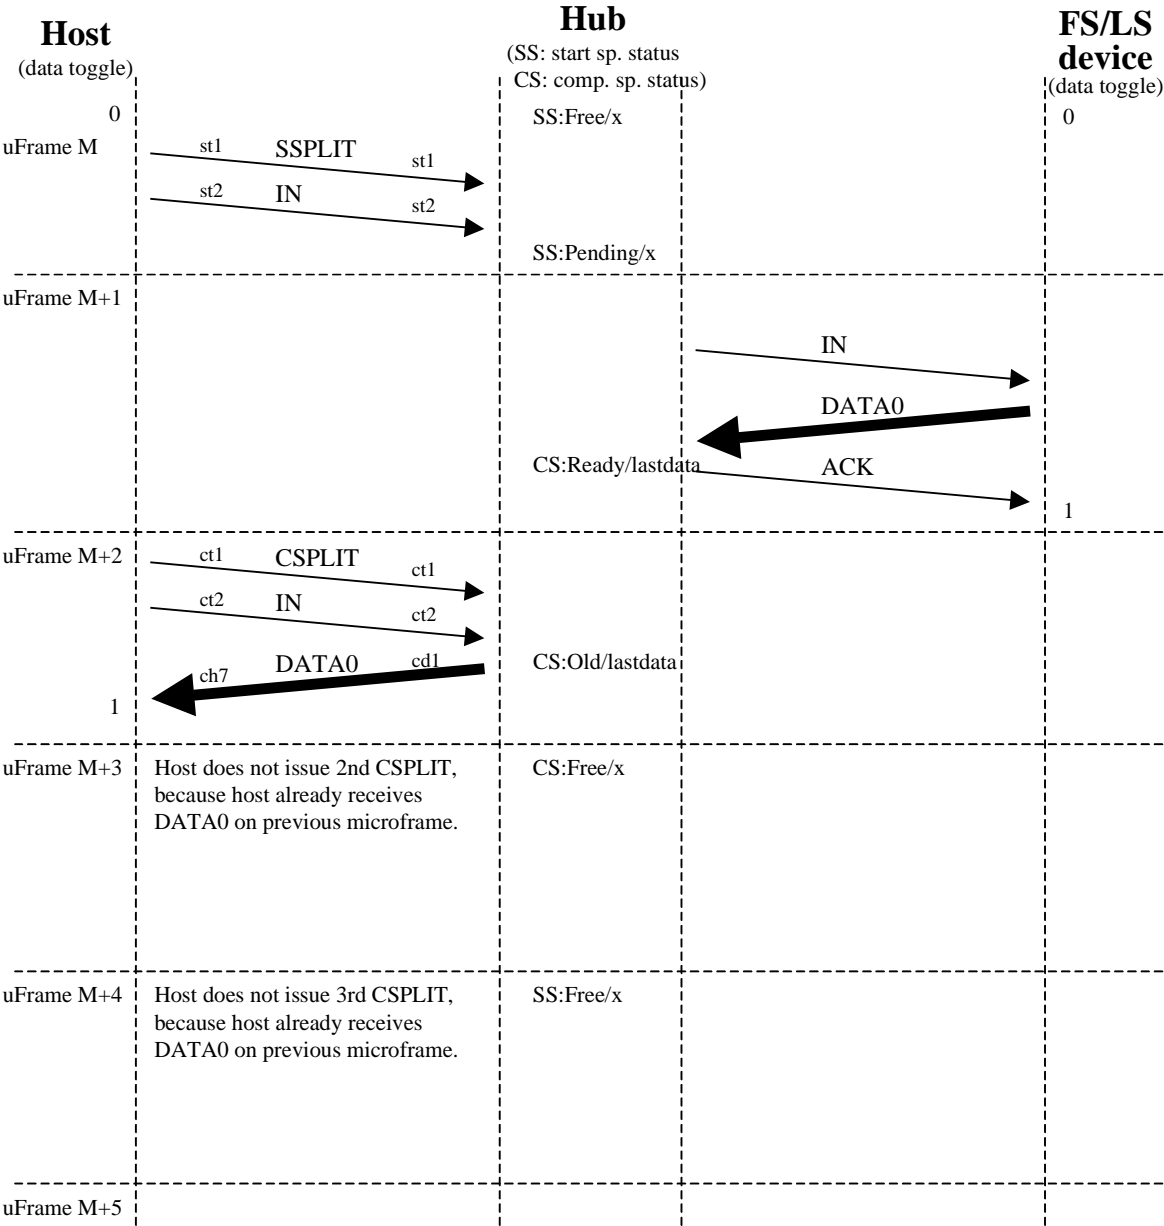 Host
(data toggle)
Hub
(SS: start sp. status
CS: comp. sp. status)
FS/LS
device
(data toggle)
0
SS:Free/x
0
uFrame M
st1 SSPLIT st1
st2 IN st2
SS:Pending/x
uFrame M+1
IN
DATA0
CS:Ready/lastdata
ACK
1
uFrame M+2
ct1 CSPLIT ct1
ct2 IN ct2
ch7 DATA0 cd1
CS:Old/lastdata
1
uFrame M+3
Host does not issue 2nd CSPLIT,
because host already receives
DATA0 on previous microframe.
CS:Free/x
uFrame M+4
Host does not issue 3rd CSPLIT,
because host already receives
DATA0 on previous microframe.
SS:Free/x
uFrame M+5